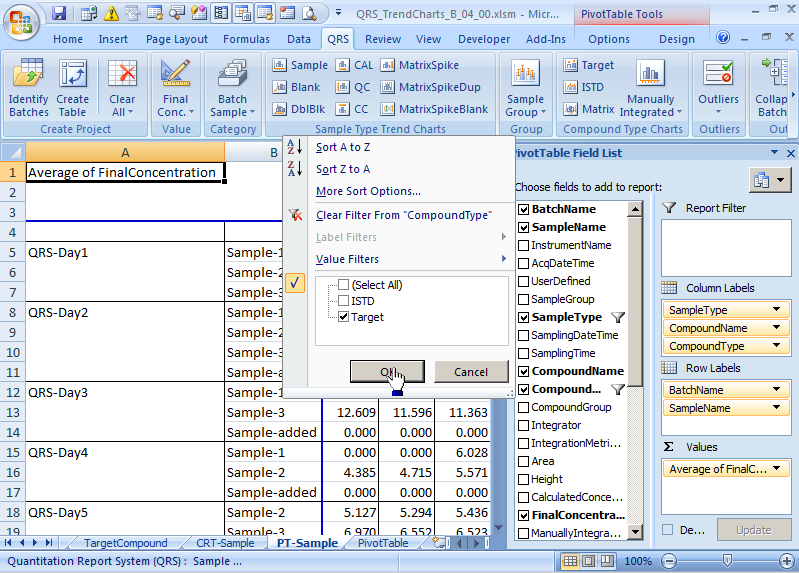 QRS_TrendCharts_B_04_00.xlsm - Micr...
PivotTable Tools
Home Insert Page Layout Formulas Data QRS Review View Developer Add-Ins Options Design
Identify Batches
Create Table
Clear All
Create Project
Final Conc.
Value
Batch Sample
Category
Sample CAL MatrixSpike
Blank QC MatrixSpikeDup
DblBlk CC MatrixSpikeBlank
Sample Type Trend Charts
Sample Group
Group
Target
ISTD
Matrix
Manually Integrated
Compound Type Charts
Outliers
Outliers
Collap
Batch
Out
A B
1 Average of FinalConcentration
2
3
4
5 QRS-Day1 Sample-1
6 Sample-2
7 Sample-3
8 QRS-Day2 Sample-1
9 Sample-2
10 Sample-3
11 Sample-a
12 QRS-Day3 Sample-2
13 Sample-3 12.609 11.596 11.363
14 Sample-added 0.000 0.000 0.000
15 QRS-Day4 Sample-1 0.000 0.000 6.028
16 Sample-2 4.385 4.715 5.571
17 Sample-added 0.000 0.000 0.000
18 QRS-Day5 Sample-2 5.127 5.294 5.436
19 Sample-3 6.970 6.552 6.523
Sort A to Z
Sort Z to A
More Sort Options...
Clear Filter From "CompoundType"
Label Filters
Value Filters
(Select All)
ISTD
Target
Cancel
PivotTable Field List
Choose fields to add to report:
BatchName
SampleName
InstrumentName
AcqDateTime
UserDefined
SampleGroup
SampleType
SamplingDateTime
SamplingTime
CompoundName
Compound...
CompoundGroup
Integrator
IntegrationMetri...
Area
Height
CalculatedConce...
FinalConcentra...
ManuallyIntegra...
Report Filter
Column Labels
SampleType
CompoundName
CompoundType
Row Labels
BatchName
SampleName
Σ Values
Average of FinalC...
De...
Update
TargetCompound CRT-Sample PT-Sample PivotTable
Quantitation Report System (QRS) : Sample ...
100%